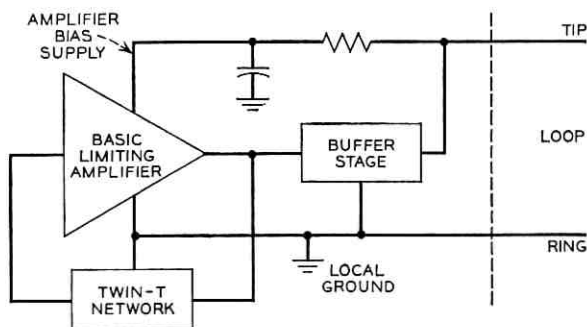 AMPLIFIER
BIAS
SUPPLY
TIP
BASIC
LIMITING
AMPLIFIER
BUFFER
STAGE
LOOP
RING
LOCAL
GROUND
TWIN-T
NETWORK